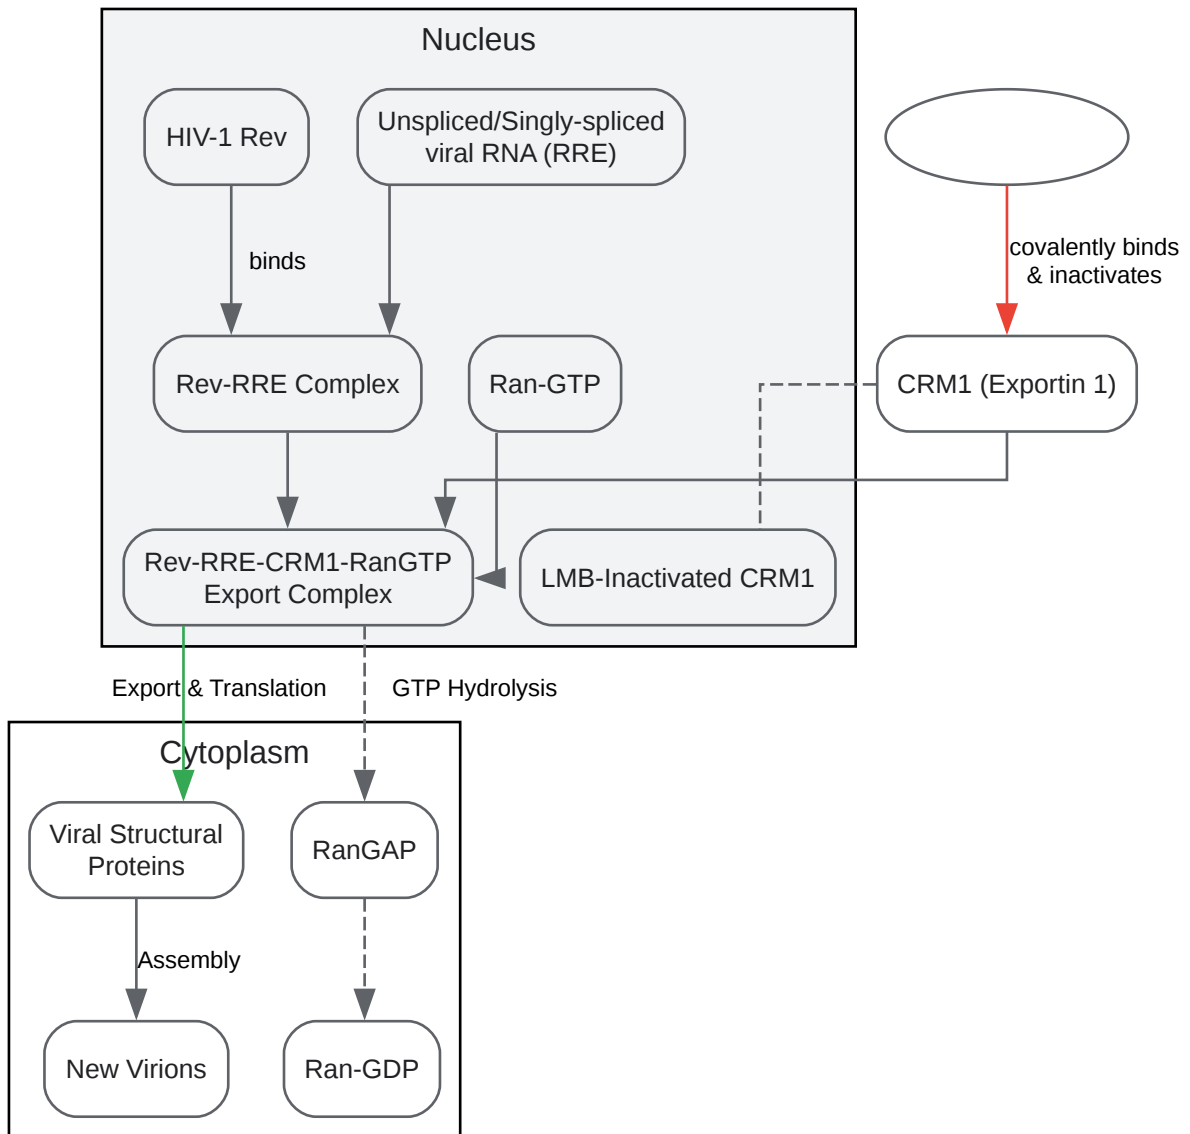 Nucleus
HIV-1 Rev
Unspliced/Singly-spliced
viral RNA (RRE)
binds
covalently binds
& inactivates
Rev-RRE Complex
Ran-GTP
CRM1 (Exportin 1)
Rev-RRE-CRM1-RanGTP
Export Complex
LMB-Inactivated CRM1
Export & Translation
GTP Hydrolysis
Cytoplasm
Viral Structural
Proteins
RanGAP
Assembly
New Virions
Ran-GDP